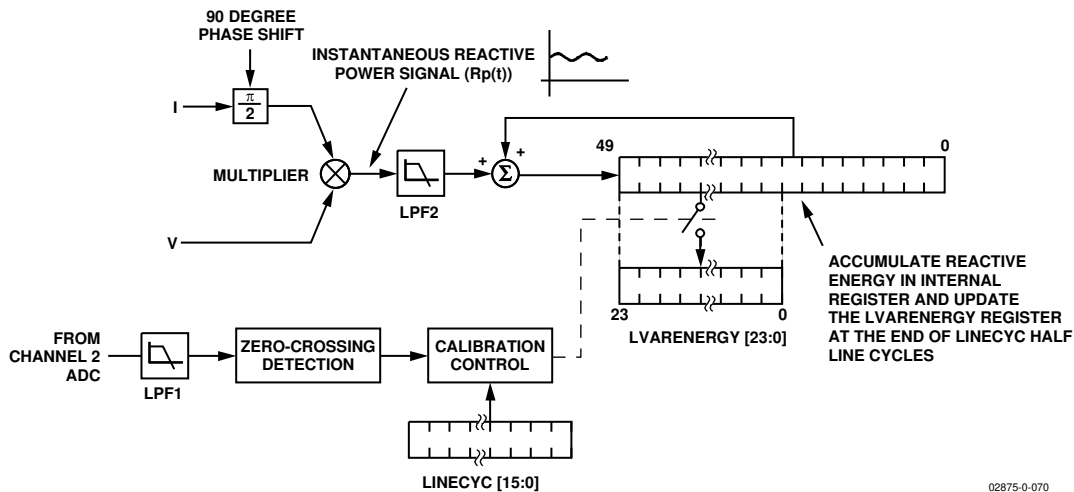 90 DEGREE
PHASE SHIFT
INSTANTANEOUS REACTIVE
POWER SIGNAL (Rp(t))
I
π
2
MULTIPLIER
LPF2
+
+
Σ
49
0
V
23
0
LVARENERGY [23:0]
ACCUMULATE REACTIVE
ENERGY IN INTERNAL
REGISTER AND UPDATE
THE LVARENERGY REGISTER
AT THE END OF LINECYC HALF
LINE CYCLES
FROM
CHANNEL 2
ADC
LPF1
ZERO-CROSSING
DETECTION
CALIBRATION
CONTROL
LINECYC [15:0]
02875-0-070